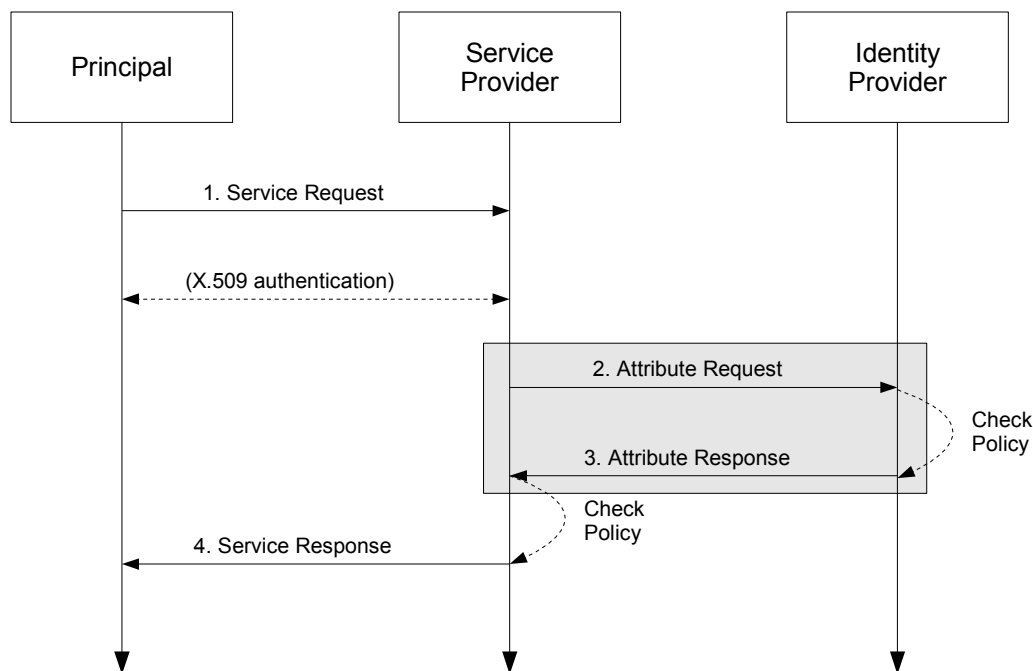 Principal
Service
Provider
Identity
Provider
1. Service Request
(X.509 authentication)
2. Attribute Request
Check
Policy
3. Attribute Response
Check
Policy
4. Service Response